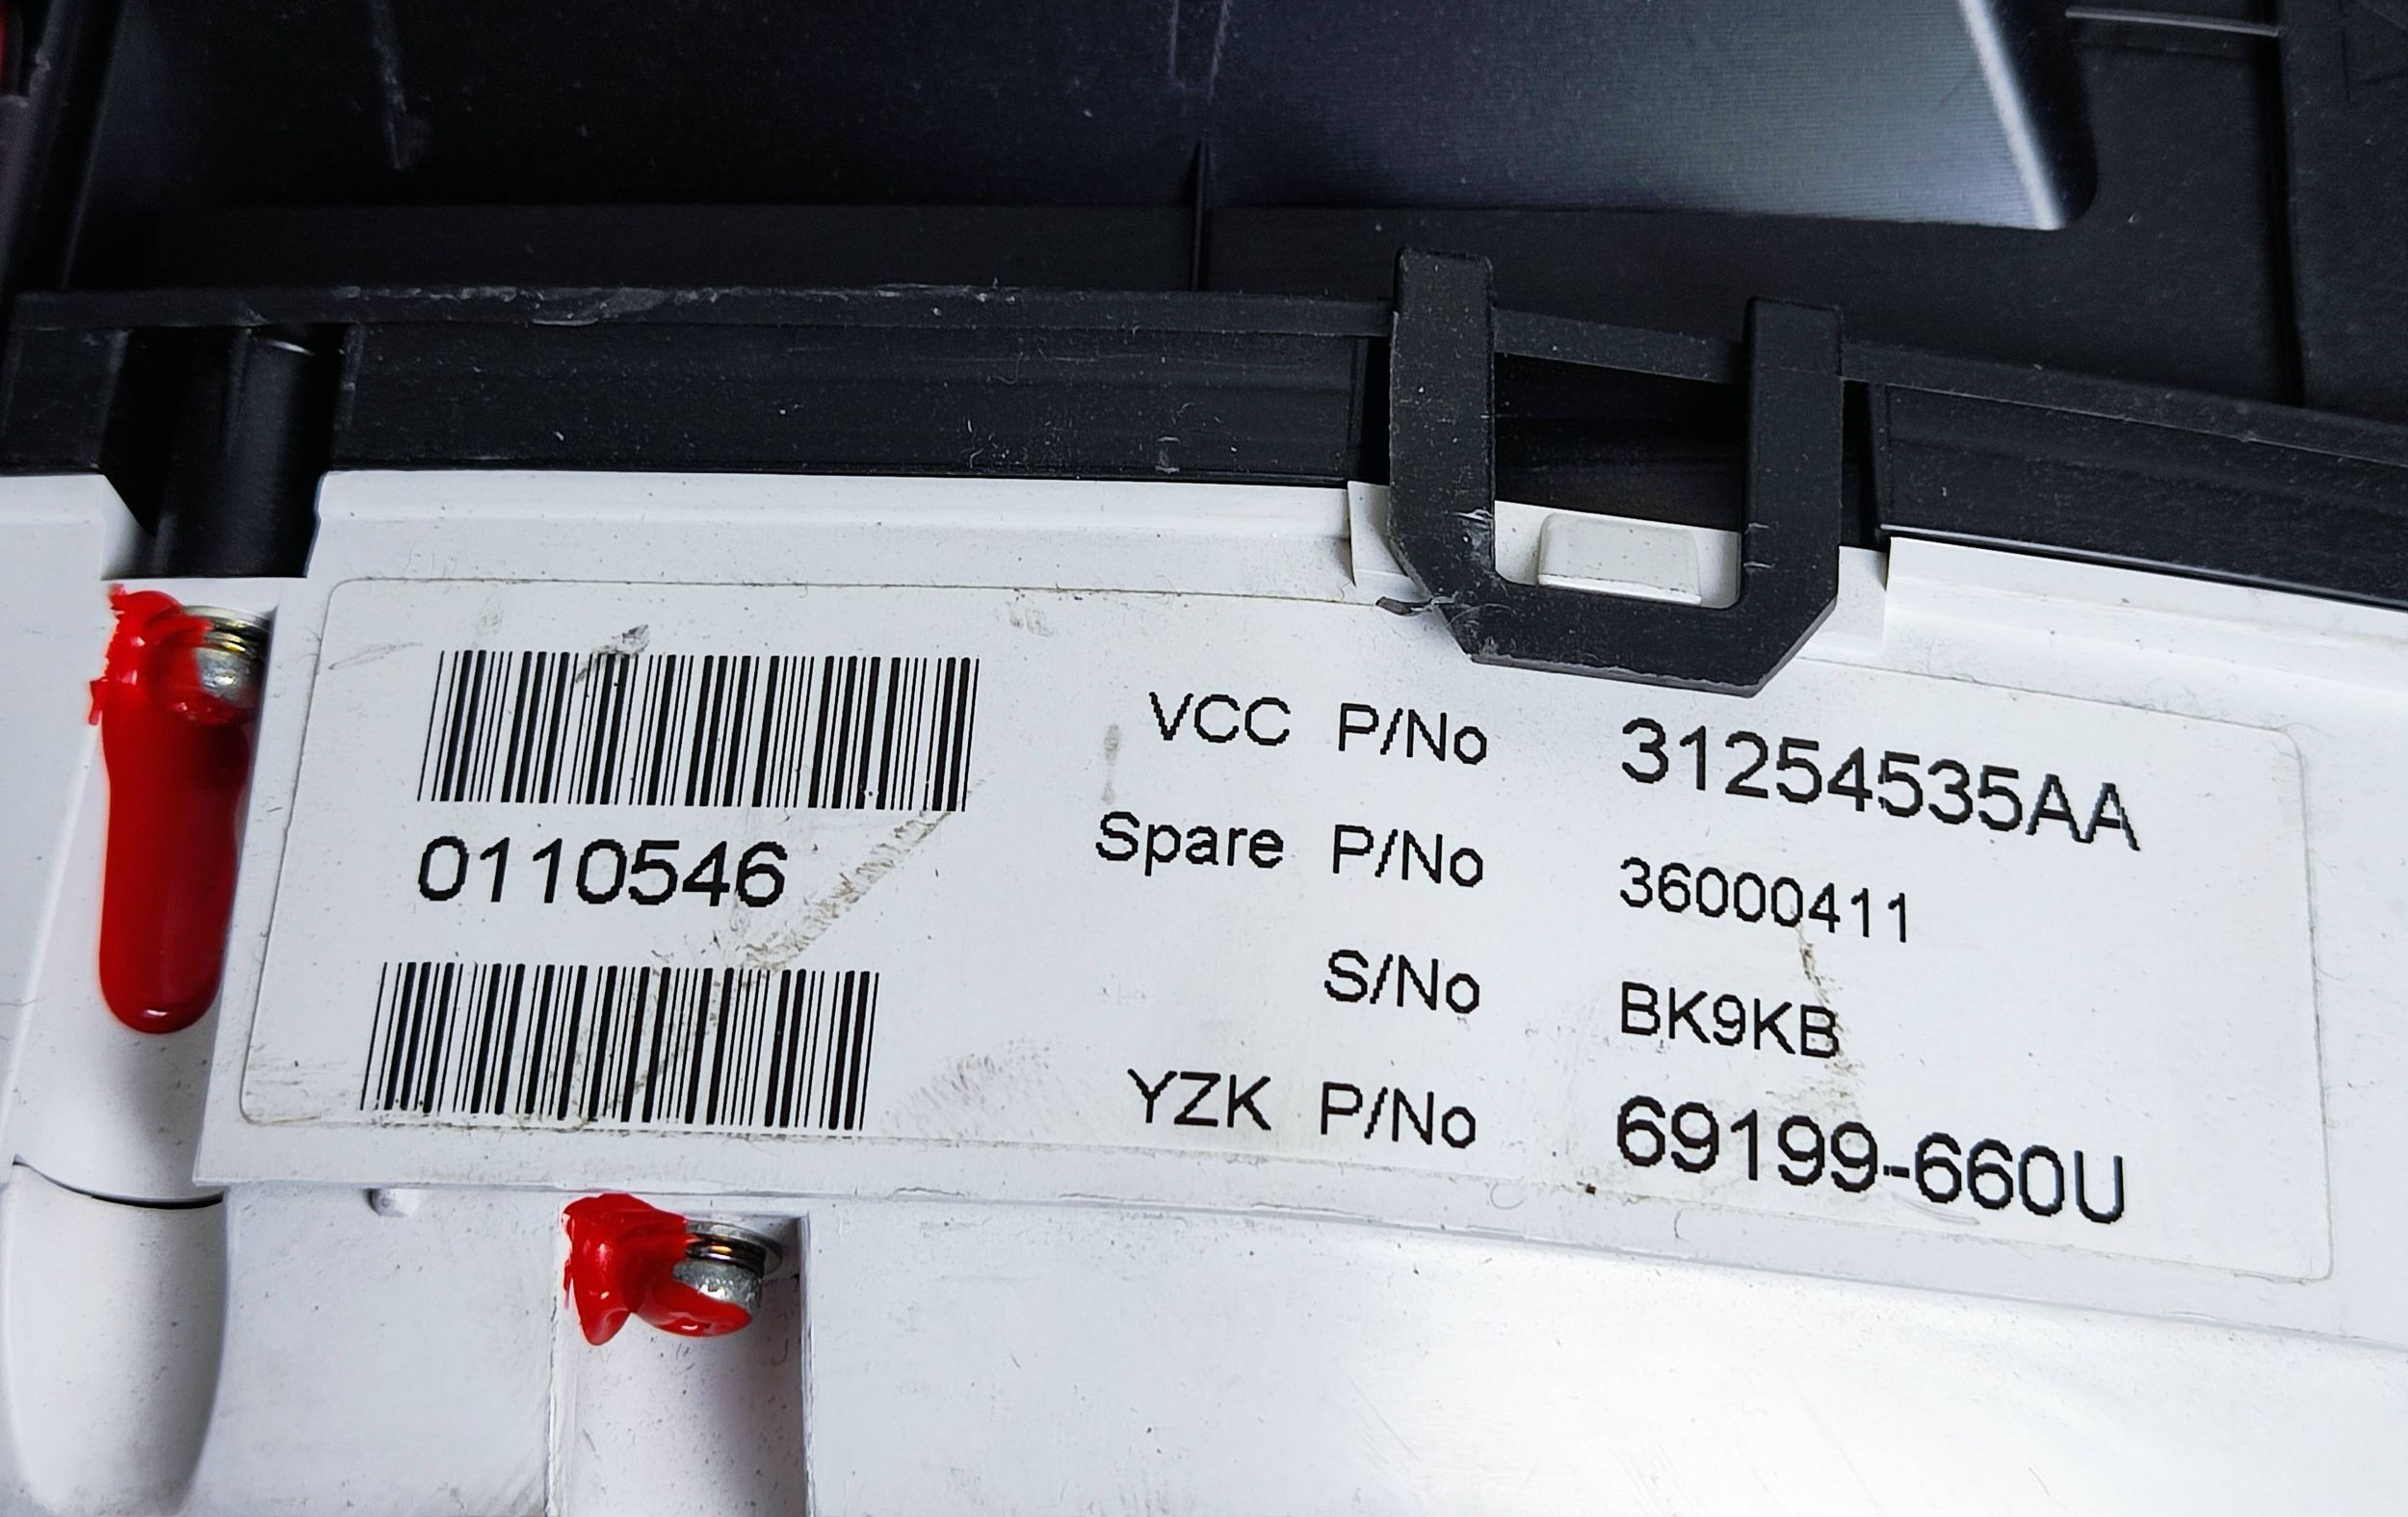 0110546
VCC P/No 31254535AA
Spare P/No 36000411
S/No BK9KB
YZK P/No 69199-660U